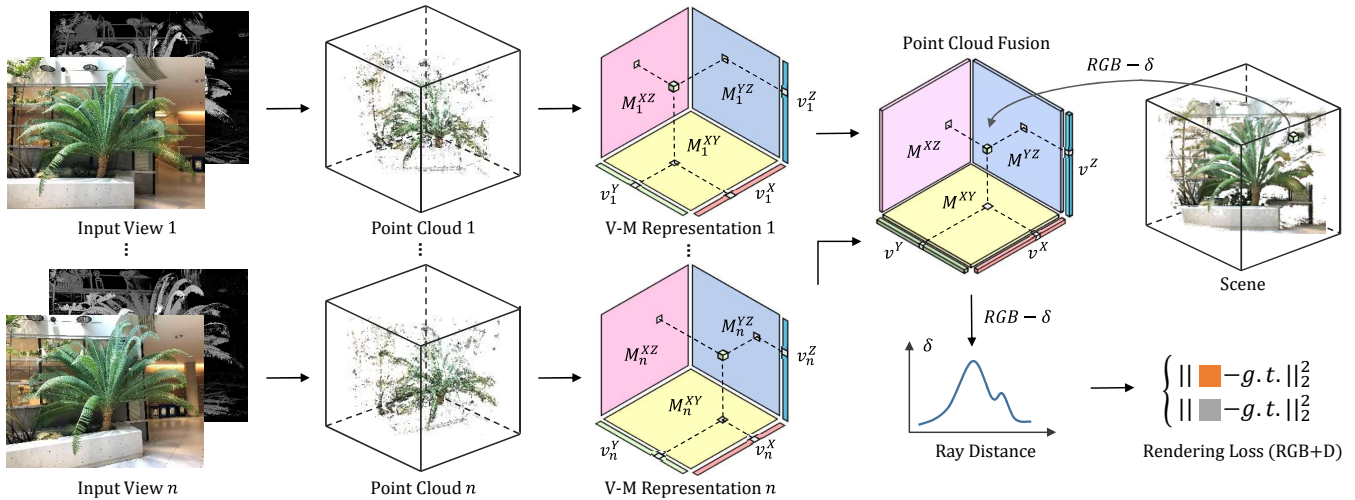 Input View 1
⋮
Input View n
Point Cloud 1
⋮
Point Cloud n
M_1^{XZ}
M_1^{YZ}
M_1^{XY}
v_1^Z
v_1^Y
v_1^X
V-M Representation 1
⋮
M_n^{XZ}
M_n^{YZ}
M_n^{XY}
v_n^Z
v_n^Y
v_n^X
V-M Representation n
Point Cloud Fusion
M^{XZ}
M^{YZ}
M^{XY}
v^Z
v^Y
v^X
RGB − δ
Scene
RGB − δ
δ
Ray Distance
{ || −g.t.||_2^2
|| −g.t.||_2^2
Rendering Loss (RGB+D)